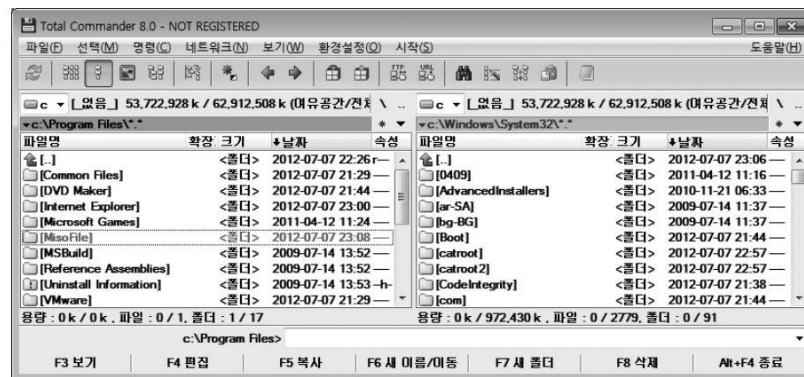 Total Commander 8.0 - NOT REGISTERED
파일(F) 선택(M) 명령(C) 네트워크(N) 보기(W) 환경설정(O) 시작(S) 도움말(H)
c [_없음_] 53,722,928 k / 62,912,508 k (여유공간/전체 \ ..
c [_없음_] 53,722,928 k / 62,912,508 k (여유공간/전체 \ ..
c:\Program Files\*.* * ▼
c:\Windows\System32\*.* * ▼
파일명 확장 크기 날짜 속성
[..] <폴더> 2012-07-07 22:26 r—
[Common Files] <폴더> 2012-07-07 21:29 —
[DVD Maker] <폴더> 2012-07-07 21:44 —
[Internet Explorer] <폴더> 2012-07-07 23:00 —
[Microsoft Games] <폴더> 2011-04-12 11:24 —
[MisoFile] <폴더> 2012-07-07 23:08 —
[MSBuild] <폴더> 2009-07-14 13:52 —
[Reference Assemblies] <폴더> 2009-07-14 13:52 —
[Uninstall Information] <폴더> 2009-07-14 13:53 –h-
[VMware] <폴더> 2012-07-07 21:29 —
용량 : 0 k / 0 k , 파일 : 0 / 1, 폴더 : 1 / 17
파일명 확장 크기 날짜 속성
[..] <폴더> 2012-07-07 23:06 —
[0409] <폴더> 2011-04-12 11:16 —
[AdvancedInstallers] <폴더> 2010-11-21 06:33 —
[ar-SA] <폴더> 2009-07-14 11:37 —
[bg-BG] <폴더> 2009-07-14 11:37 —
[Boot] <폴더> 2012-07-07 21:44 —
[catroot] <폴더> 2012-07-07 22:57 —
[catroot2] <폴더> 2012-07-07 22:57 —
[CodeIntegrity] <폴더> 2012-07-07 21:38 —
[com] <폴더> 2012-07-07 21:44 —
용량 : 0 k / 972,430 k , 파일 : 0 / 2779, 폴더 : 0 / 91
c:\Program Files>
F3 보기 F4 편집 F5 복사 F6 새 이름/이동 F7 새 폴더 F8 삭제 Alt+F4 종료